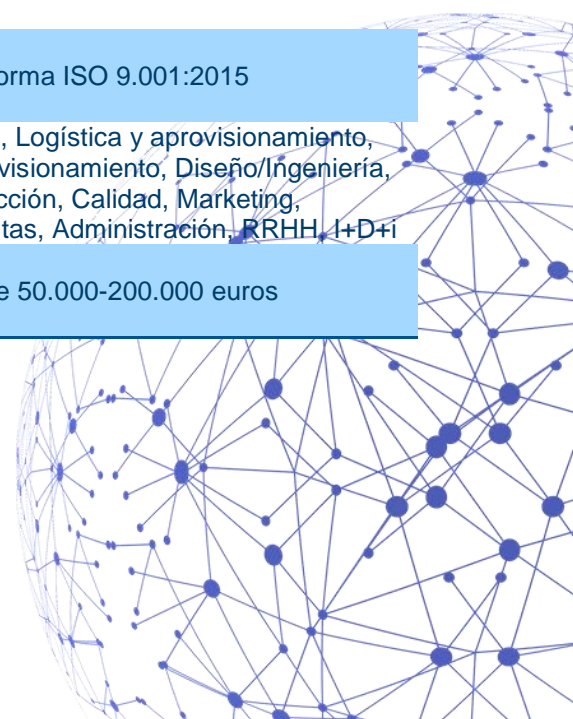 orma ISO 9.001:2015
, Logística y aprovisionamiento,
visionamiento, Diseño/Ingeniería,
cción, Calidad, Marketing,
tas, Administración, RRHH, I+D+i
e 50.000-200.000 euros